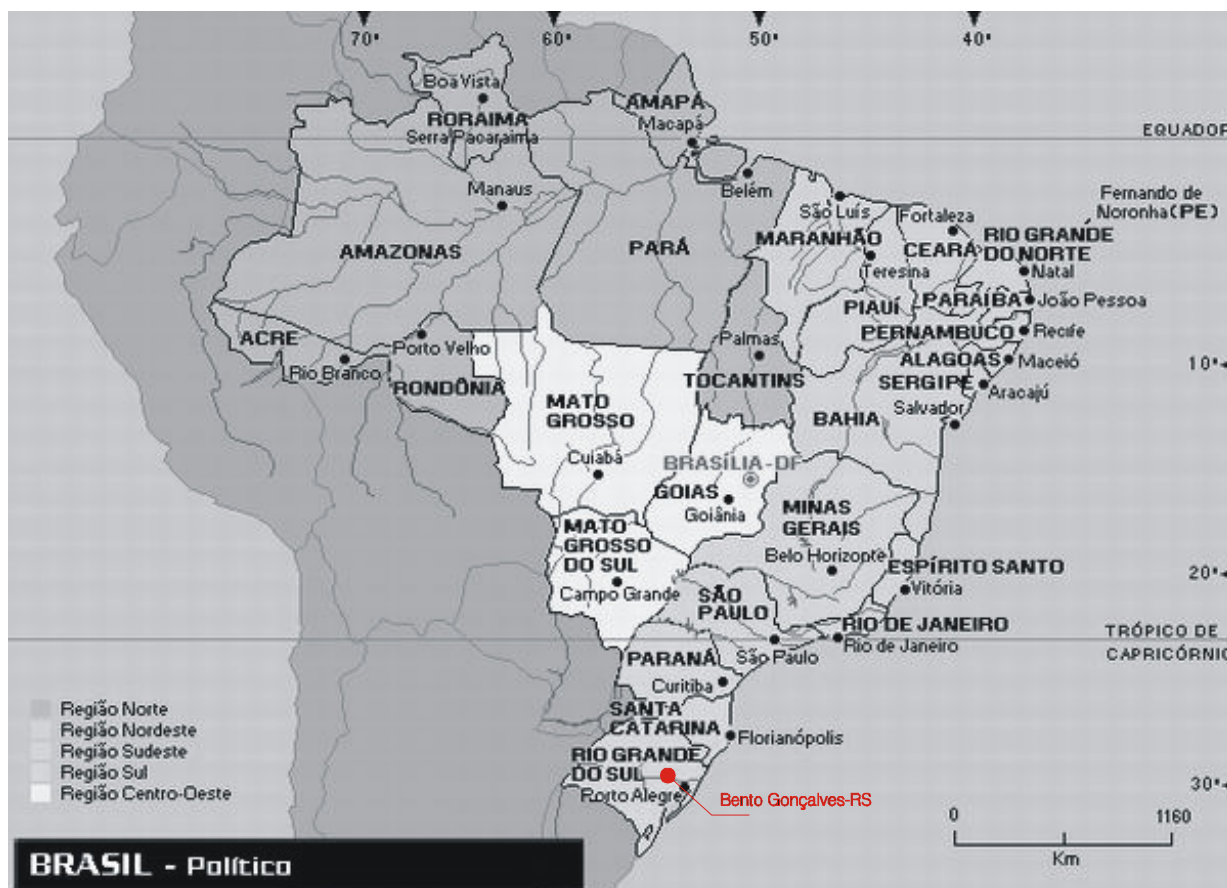 70°
60°
50°
40°
Boa Vista
RORAIMA
Serra Pacaraima
AMAPÁ
Macapá
EQUADOR
Manaus
Belém
São Luís
Fortaleza
Fernando de
Noronha(PE)
AMAZONAS
PARÁ
MARANHÃO
Teresina
CEARÁ
RIO GRANDE
DO NORTE
Natal
PIAUÍ
PARAÍBA
João Pessoa
ACRE
Rio Branco
Porto Velho
RONDÔNIA
Palmas
TOCANTINS
PERNAMBUCO
Recife
ALAGOAS
Maceió
10°
SERGIPE
Aracajú
MATO
GROSSO
Cuiabá
BAHIA
Salvador
BRASÍLIA-DF
GOIAS
Goiânia
MINAS
GERAIS
Belo Horizonte
MATO
GROSSO
DO SUL
Campo Grande
ESPÍRITO SANTO
Vitória
20°
SÃO
PAULO
São Paulo
RIO DE JANEIRO
Rio de Janeiro
TRÓPICO DE
CAPRICÓRNIO
PARANÁ
Curitiba
SANTA
CATARINA
Florianópolis
RIO GRANDE
DO SUL
Porto Alegre
Bento Gonçalves-RS
30°
Região Norte
Região Nordeste
Região Sudeste
Região Sul
Região Centro-Oeste
0 1160
Km
BRASIL - Político